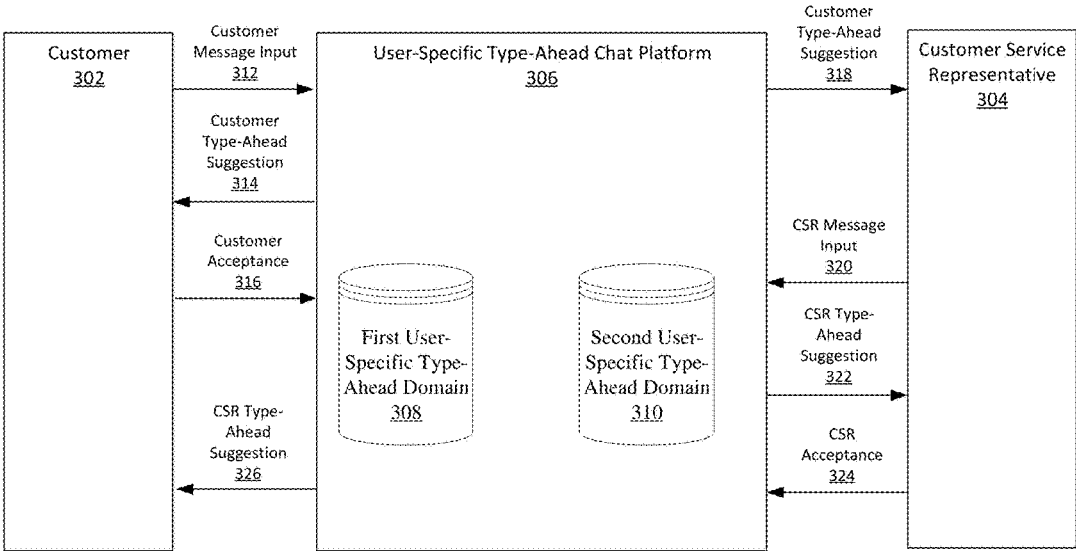 Customer
302
Customer
Message Input
312
Customer
Type-Ahead
Suggestion
314
Customer
Acceptance
316
CSR Type-
Ahead
Suggestion
326
User-Specific Type-Ahead Chat Platform
306
First User-
Specific Type-
Ahead Domain
308
Second User-
Specific Type-
Ahead Domain
310
Customer
Type-Ahead
Suggestion
318
CSR Message
Input
320
CSR Type-
Ahead
Suggestion
322
CSR
Acceptance
324
Customer Service
Representative
304